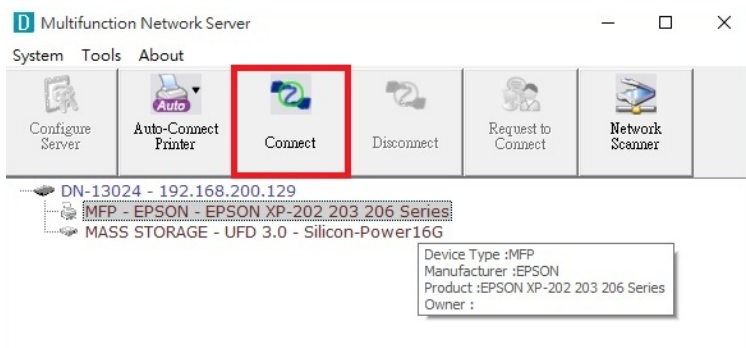 D Multifunction Network Server
System Tools About
Configure Server
Auto
Auto-Connect Printer
Connect
Disconnect
Request to Connect
Network Scanner
DN-13024 - 192.168.200.129
MFP - EPSON - EPSON XP-202 203 206 Series
MASS STORAGE - UFD 3.0 - Silicon-Power16G
Device Type :MFP
Manufacturer :EPSON
Product :EPSON XP-202 203 206 Series
Owner :